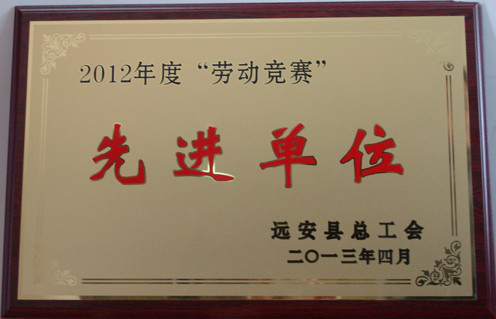 2012年度“劳动竞赛”
先进单位
远安县总工会
二〇一三年四月